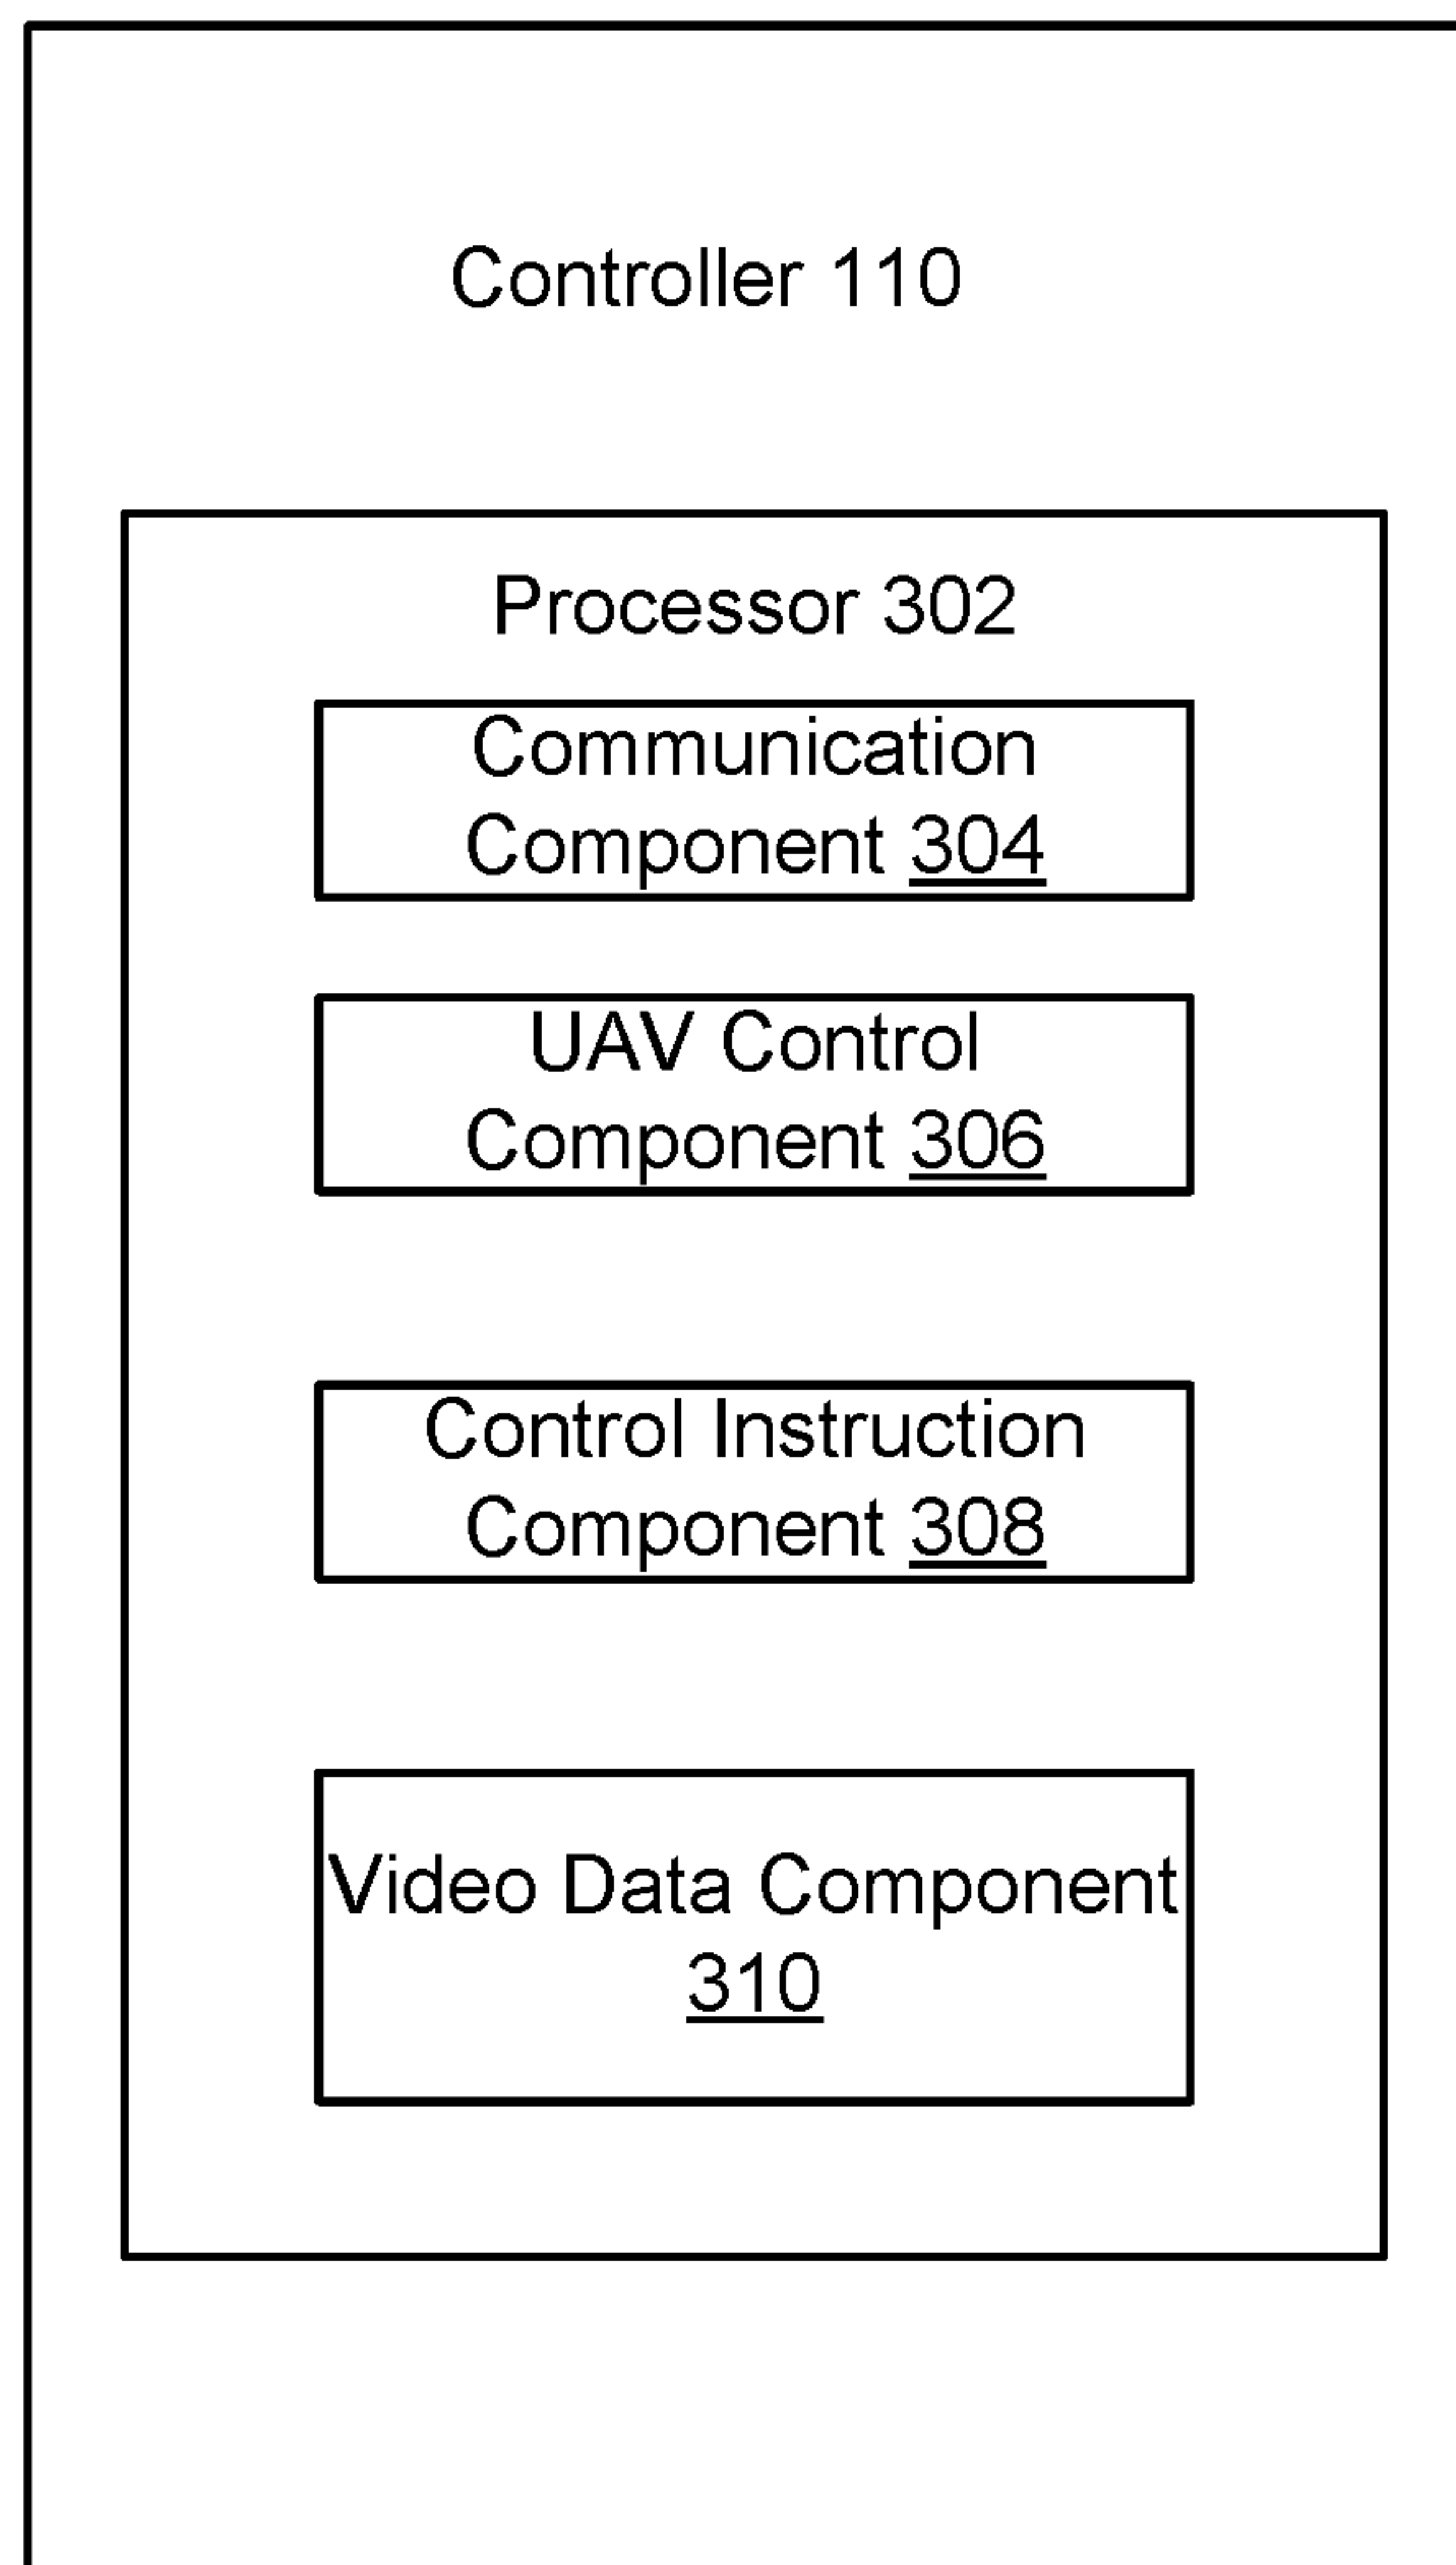 Controller 110
Processor 302
Communication
Component 304
UAV Control
Component 306
Control Instruction
Component 308
Video Data Component
310